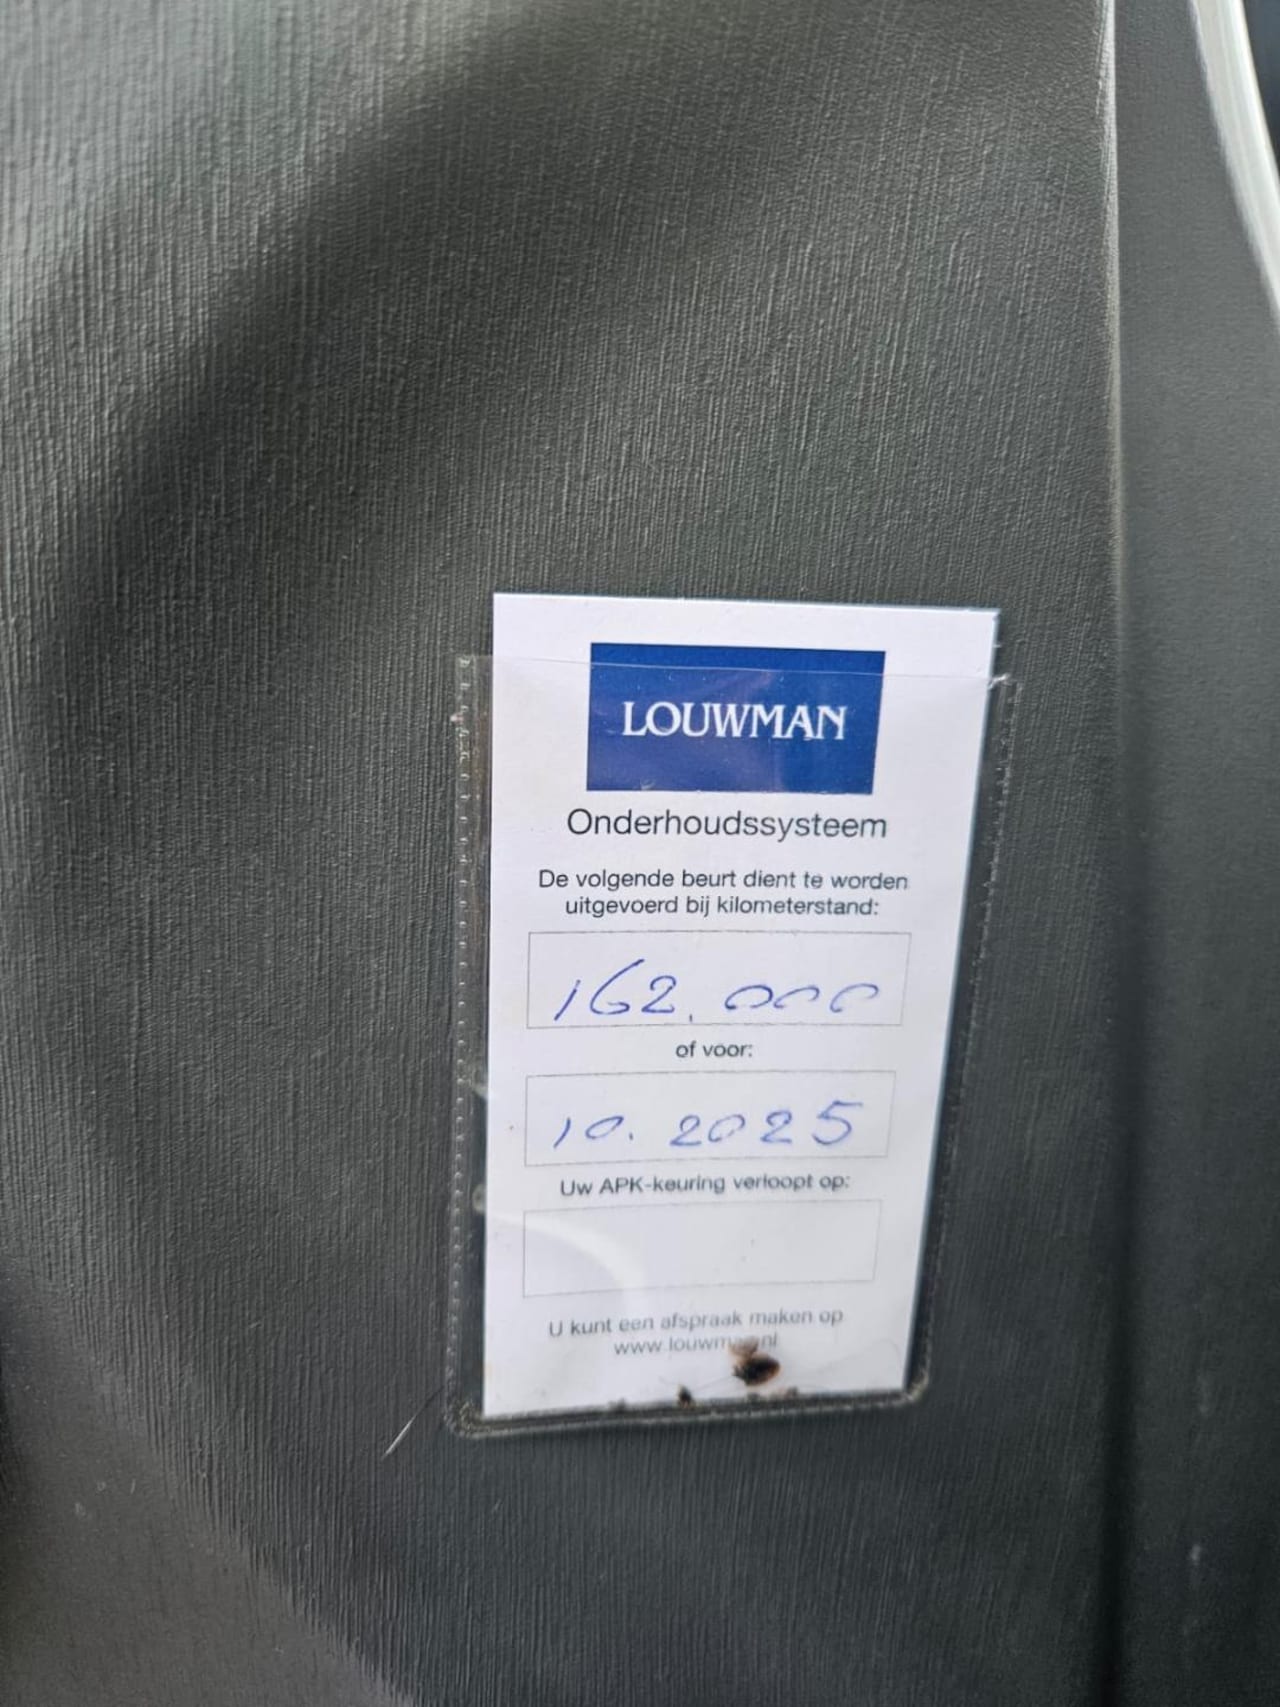 LOUWMAN
Onderhoudssysteem
De volgende beurt dient te worden
uitgevoerd bij kilometerstand:
162.000
of voor:
10.2025
Uw APK-keuring verloopt op:
U kunt een afspraak maken op